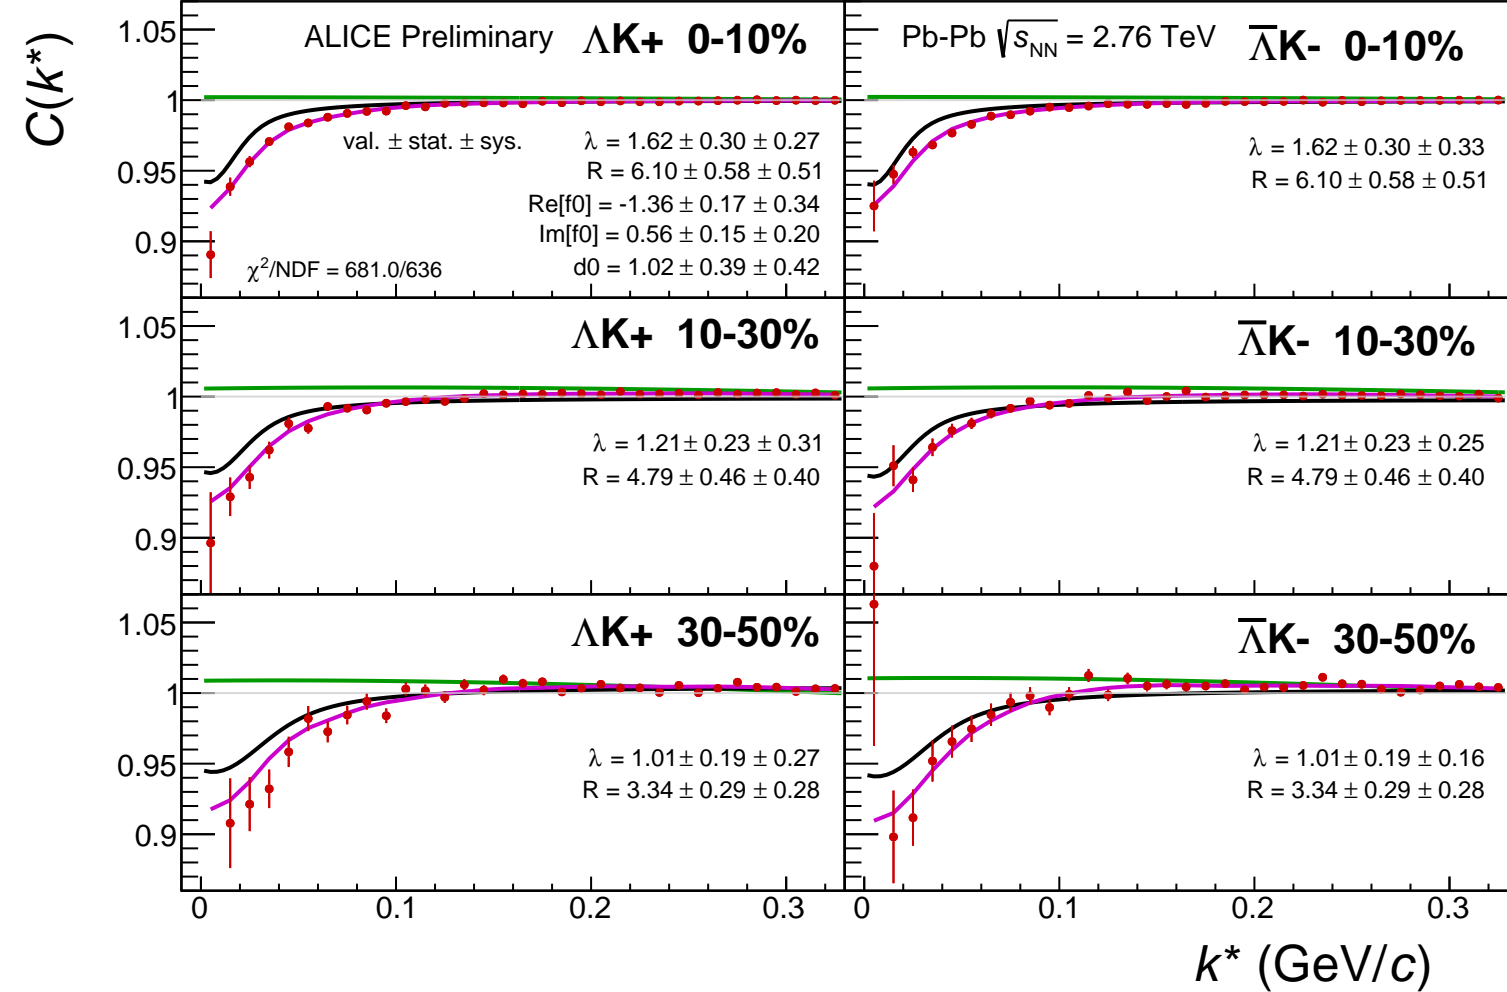 C(k*)
1.05
1
0.95
0.9
ALICE Preliminary ΛK+ 0-10%
val. ± stat. ± sys.
λ = 1.62 ± 0.30 ± 0.27
R = 6.10 ± 0.58 ± 0.51
Re[f0] = -1.36 ± 0.17 ± 0.34
Im[f0] = 0.56 ± 0.15 ± 0.20
χ²/NDF = 681.0/636
d0 = 1.02 ± 0.39 ± 0.42
Pb-Pb √sNN = 2.76 TeV Λ̅K- 0-10%
λ = 1.62 ± 0.30 ± 0.33
R = 6.10 ± 0.58 ± 0.51
1.05
1
0.95
0.9
ΛK+ 10-30%
λ = 1.21± 0.23 ± 0.31
R = 4.79 ± 0.46 ± 0.40
Λ̅K- 10-30%
λ = 1.21± 0.23 ± 0.25
R = 4.79 ± 0.46 ± 0.40
1.05
1
0.95
0.9
ΛK+ 30-50%
λ = 1.01± 0.19 ± 0.27
R = 3.34 ± 0.29 ± 0.28
Λ̅K- 30-50%
λ = 1.01± 0.19 ± 0.16
R = 3.34 ± 0.29 ± 0.28
0 0.1 0.2 0.3 0 0.1 0.2 0.3
k* (GeV/c)